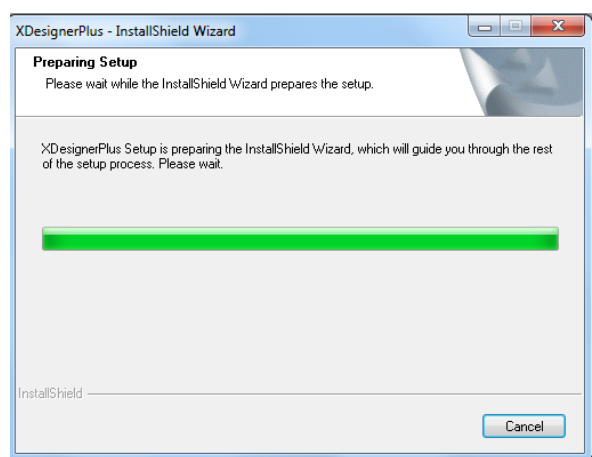 XDesignerPlus - InstallShield Wizard
Preparing Setup
Please wait while the InstallShield Wizard prepares the setup.
XDesignerPlus Setup is preparing the InstallShield Wizard, which will guide you through the rest
of the setup process. Please wait.
InstallShield
Cancel